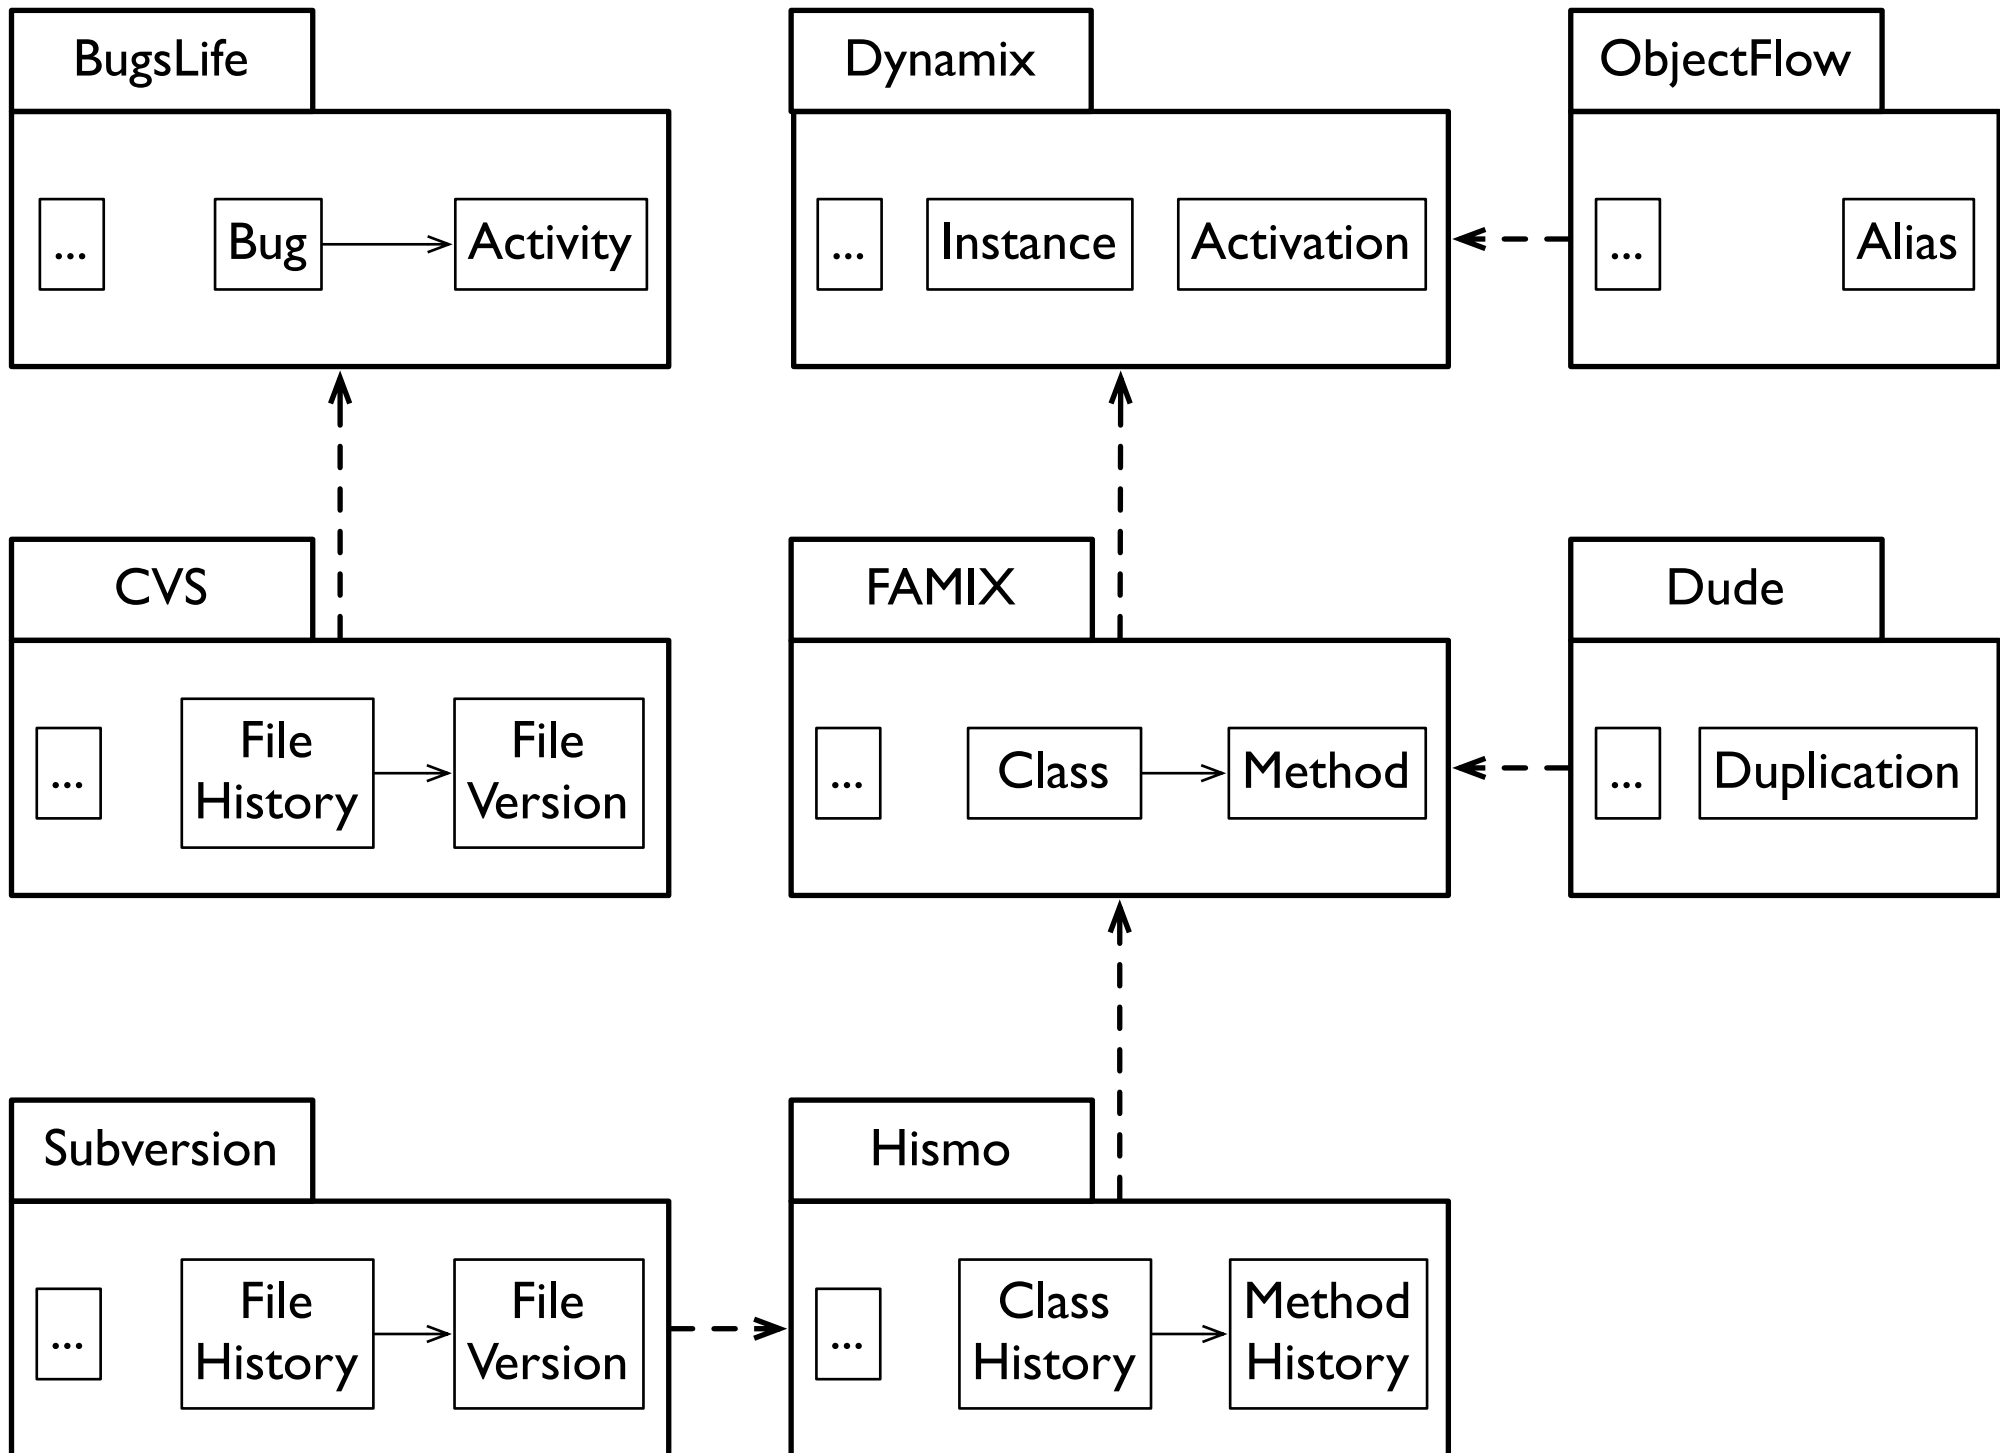 BugsLife
...
Bug
Activity
Dynamix
...
Instance
Activation
ObjectFlow
...
Alias
CVS
...
File
History
File
Version
FAMIX
...
Class
Method
Dude
...
Duplication
Subversion
...
File
History
File
Version
Hismo
...
Class
History
Method
History